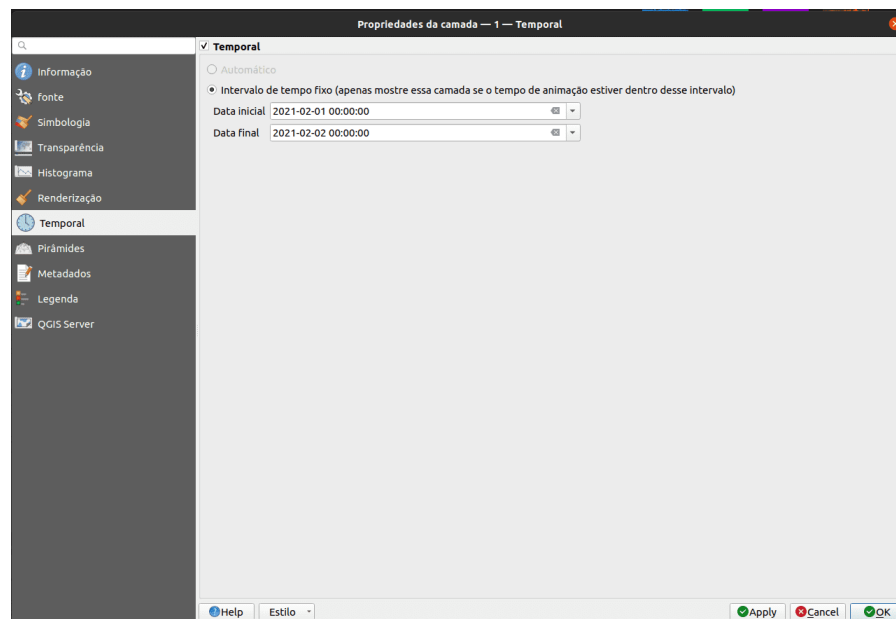 Propriedades da camada — 1 — Temporal
Temporal
Informação
fonte
Simbologia
Transparência
Histograma
Renderização
Temporal
Pirâmides
Metadados
Legenda
QGIS Server
Automático
Intervalo de tempo fixo (apenas mostre essa camada se o tempo de animação estiver dentro desse intervalo)
Data inicial 2021-02-01 00:00:00
Data final 2021-02-02 00:00:00
Help Estilo Apply Cancel OK